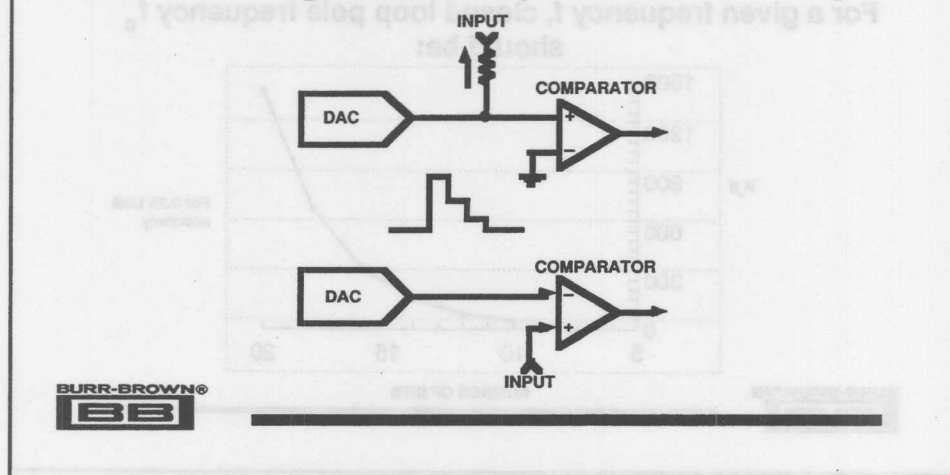 INPUT
COMPARATOR
DAC
+
−
COMPARATOR
DAC
−
+
INPUT
BURR-BROWN®
BB